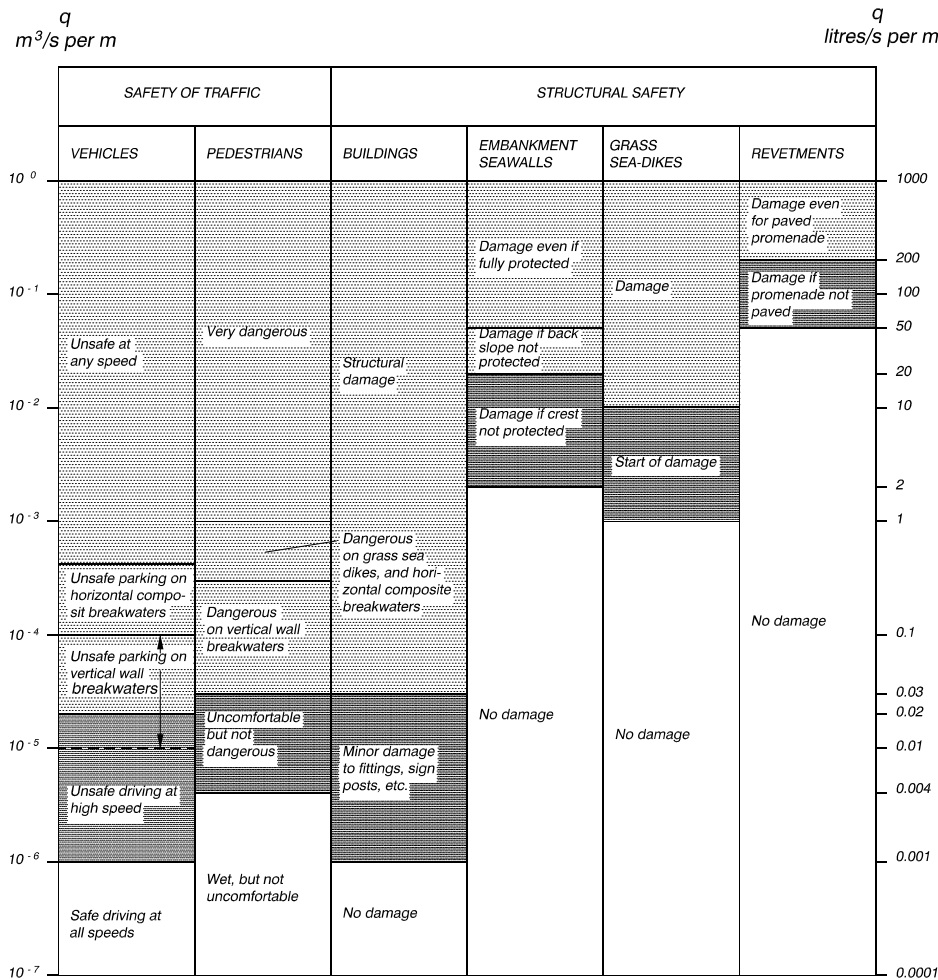 q
m³/s per m
q
litres/s per m
SAFETY OF TRAFFIC
STRUCTURAL SAFETY
VEHICLES
PEDESTRIANS
BUILDINGS
EMBANKMENT
SEAWALLS
GRASS
SEA-DIKES
REVETMENTS
10 0
10 - 1
10 - 2
10 - 3
10 - 4
10 - 5
10 - 6
10 - 7
Unsafe at
any speed
Unsafe parking on
horizontal compo-
sit breakwaters
Unsafe parking on
vertical wall
breakwaters
Unsafe driving at
high speed
Safe driving at
all speeds
Very dangerous
Dangerous
on vertical wall
breakwaters
Uncomfortable
but not
dangerous
Wet, but not
uncomfortable
Structural
damage
Dangerous
on grass sea
dikes, and hori-
zontal composite
breakwaters
Minor damage
to fittings, sign
posts, etc.
No damage
Damage even if
fully protected
Damage if back
slope not
protected
Damage if crest
not protected
No damage
Damage
Start of damage
No damage
Damage even
for paved
promenade
Damage if
promenade not
paved
No damage
1000
200
100
50
20
10
2
1
0.1
0.03
0.02
0.01
0.004
0.001
0.0001